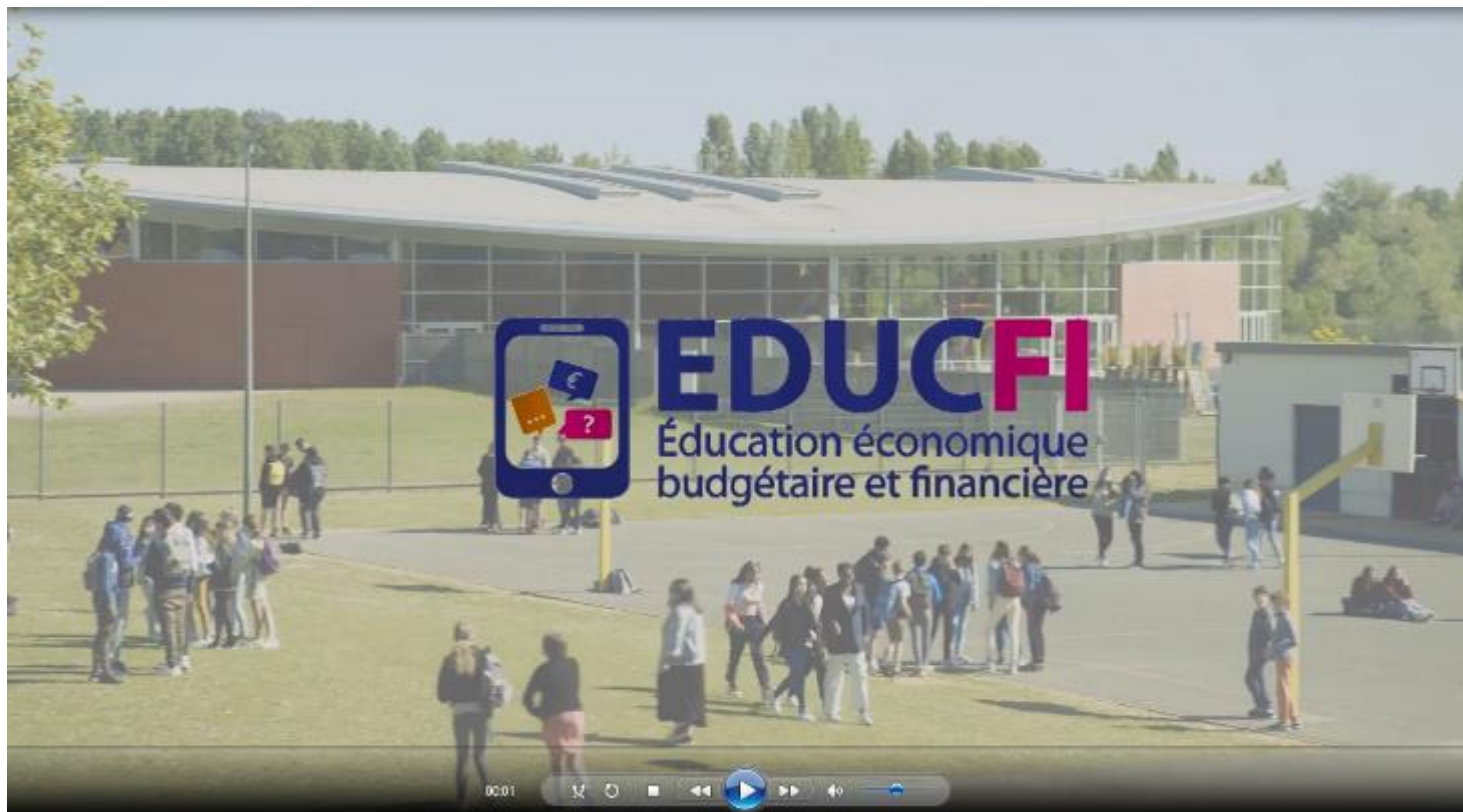 €
...
?
EDUCFI
Éducation économique
budgétaire et financière
00:01